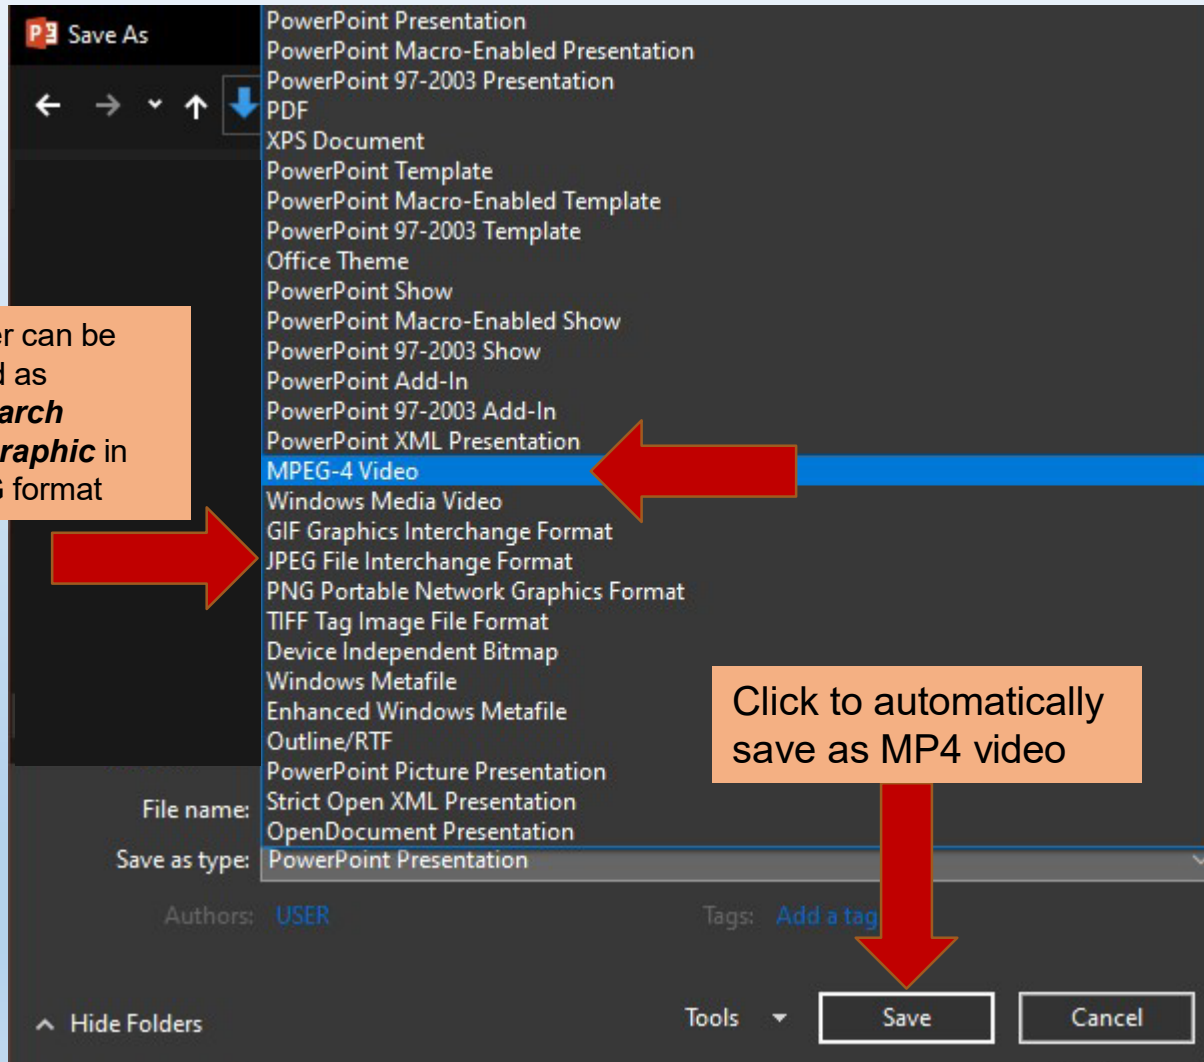 Save As
PowerPoint Presentation
PowerPoint Macro-Enabled Presentation
PowerPoint 97-2003 Presentation
PDF
XPS Document
PowerPoint Template
PowerPoint Macro-Enabled Template
PowerPoint 97-2003 Template
Office Theme
PowerPoint Show
PowerPoint Macro-Enabled Show
PowerPoint 97-2003 Show
PowerPoint Add-In
PowerPoint 97-2003 Add-In
PowerPoint XML Presentation
MPEG-4 Video
Windows Media Video
GIF Graphics Interchange Format
JPEG File Interchange Format
PNG Portable Network Graphics Format
TIFF Tag Image File Format
Device Independent Bitmap
Windows Metafile
Enhanced Windows Metafile
Outline/RTF
PowerPoint Picture Presentation
Strict Open XML Presentation
OpenDocument Presentation
can be
as
in
format
Click to automatically
save as MP4 video
File name:
Save as type: PowerPoint Presentation
Authors: USER Tags: Add a tag
Hide Folders Tools Save Cancel